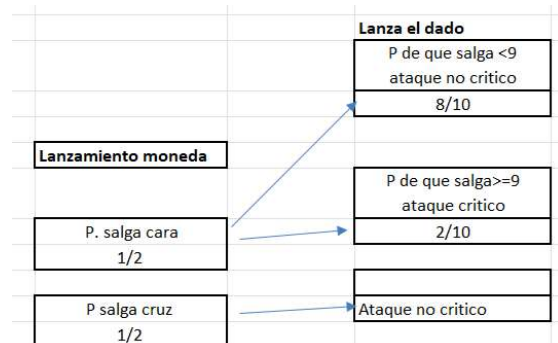 Lanza el dado
P de que salga <9
ataque no critico
8/10
Lanzamiento moneda
P de que salga>=9
ataque critico
2/10
P. salga cara
1/2
Ataque no critico
P salga cruz
1/2